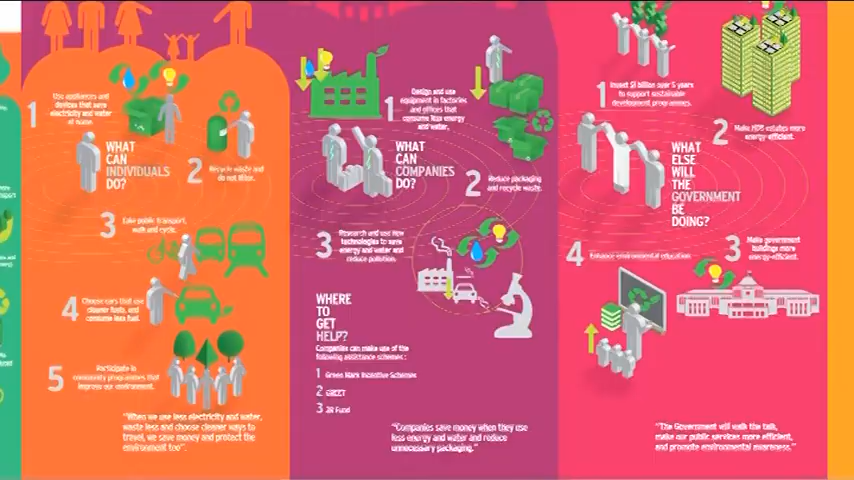 1
Use appliances and
devices that save
electricity and water
at home.
WHAT
CAN
INDIVIDUALS
DO?
2
Recycle waste and
do not litter.
3
Take public transport,
walk and cycle.
4
Choose cars that use
cleaner fuels, and
consume less fuel.
5
Participate in
community programmes that
improve our environment.
"When we use less electricity and water,
waste less and choose cleaner ways to
travel, we save money and protect the
environment too".
1
Design and use
equipment in factories
and offices that
consume less energy
and water.
WHAT
CAN
COMPANIES
DO?
2
Reduce packaging
and recycle waste.
3
Research and use new
technologies to save
energy and water and
reduce pollution.
WHERE
TO
GET
HELP?
Companies can make use of the
following assistance schemes:
1 Green Mark Incentive Schemes
2 GREET
3 3R Fund
"Companies save money when they use
less energy and water and reduce
unnecessary packaging."
1
Invest $1 billion over 5 years
to support sustainable
development programmes.
2
Make HDB estates more
energy-efficient.
WHAT
ELSE
WILL
THE
GOVERNMENT
BE
DOING?
3
Make government
buildings more
energy-efficient.
4
Enhance environmental education.
"The Government will walk the talk,
make our public services more efficient,
and promote environmental awareness."